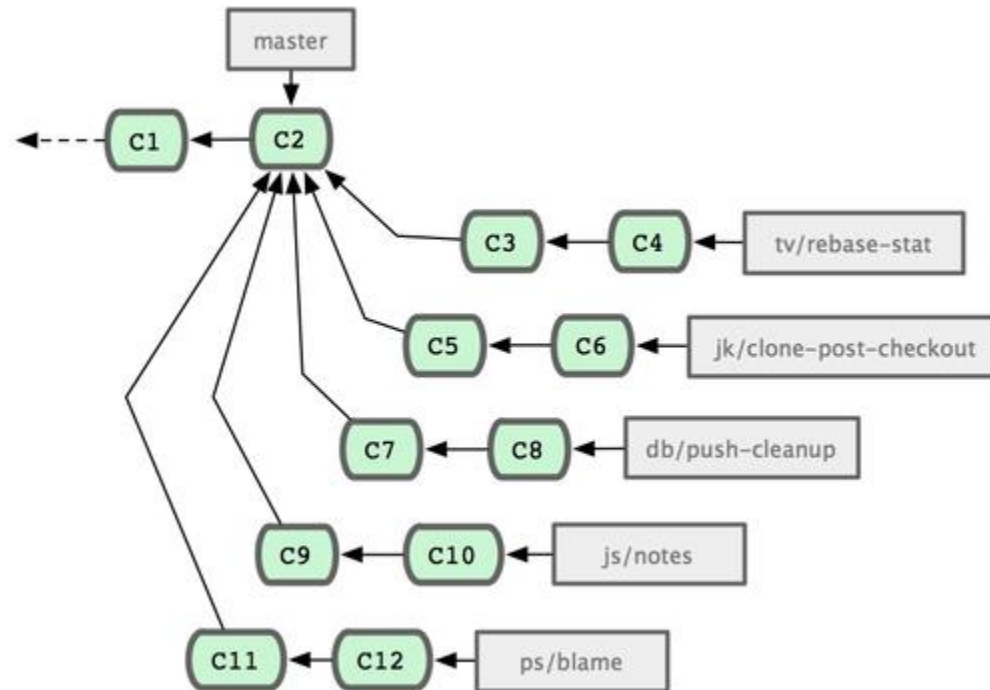 master
C1 C2
C3 C4 tv/rebase-stat
C5 C6 jk/clone-post-checkout
C7 C8 db/push-cleanup
C9 C10 js/notes
C11 C12 ps/blame